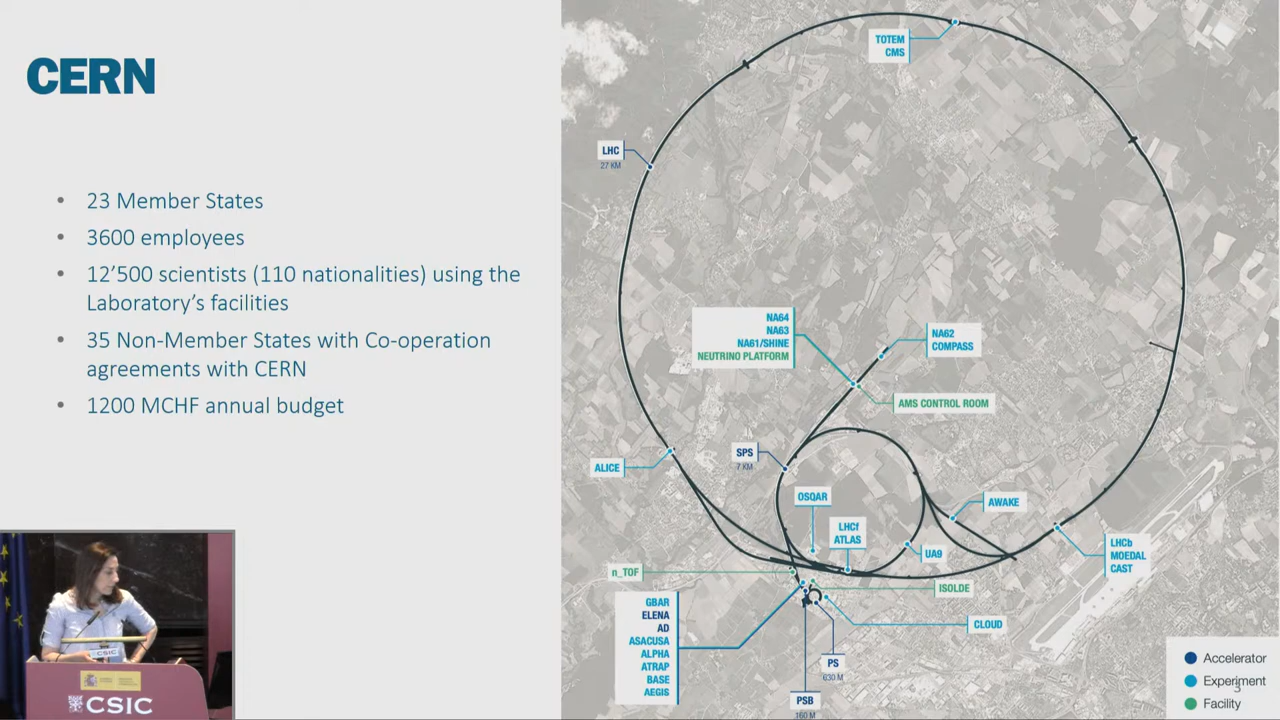 CERN
• 23 Member States
• 3600 employees
• 12’500 scientists (110 nationalities) using the
Laboratory’s facilities
• 35 Non-Member States with Co-operation
agreements with CERN
• 1200 MCHF annual budget
TOTEM
CMS
LHC
27 KM
NA64
NA63
NA61/SHINE
NEUTRINO PLATFORM
NA62
COMPASS
AMS CONTROL ROOM
ALICE
SPS
7 KM
OSQAR
LHCf
ATLAS
AWAKE
UA9
LHCb
MOEDAL
CAST
n_TOF
ISOLDE
GBAR
ELENA
AD
ASACUSA
ALPHA
ATRAP
BASE
AEGIS
CLOUD
PS
630 M
PSB
160 M
Accelerator
Experiment
Facility
3
CSIC
CSIC